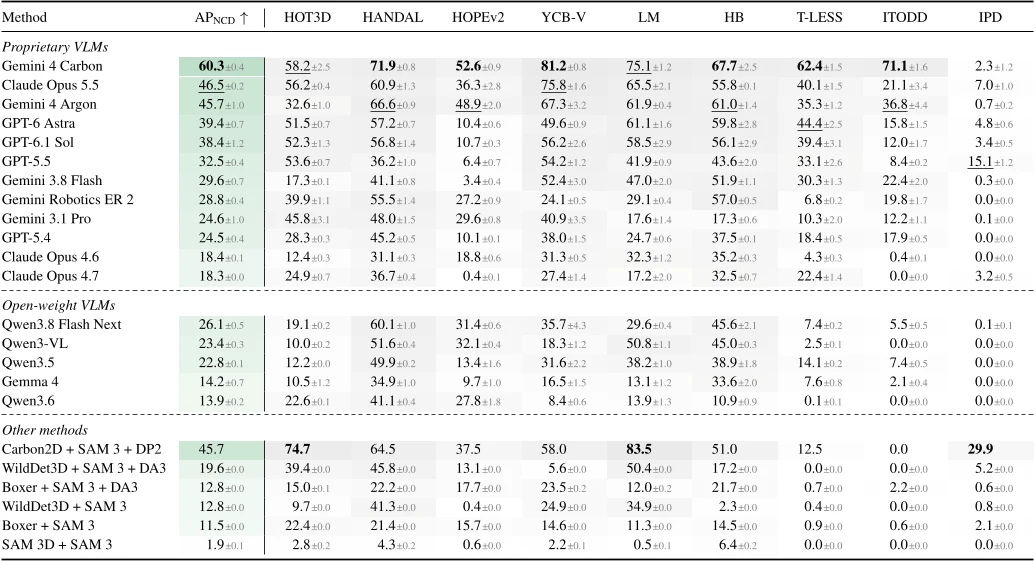 Method AP_NCD ↑ HOT3D HANDAL HOPEv2 YCB-V LM HB T-LESS ITODD IPD
Proprietary VLMs
Gemini 4 Carbon 60.3±0.4 58.2±2.5 71.9±0.8 52.6±0.9 81.2±0.8 75.1±1.2 67.7±2.5 62.4±1.5 71.1±1.6 2.3±1.2
Claude Opus 5.5 46.5±0.2 56.2±0.4 60.9±1.3 36.3±2.8 75.8±1.6 65.5±2.1 55.8±0.1 40.1±1.5 21.1±3.4 7.0±1.0
Gemini 4 Argon 45.7±1.0 32.6±1.0 66.6±0.9 48.9±2.0 67.3±3.2 61.9±0.4 61.0±1.4 35.3±1.2 36.8±4.4 0.7±0.2
GPT-6 Astra 39.4±0.7 51.5±0.7 57.2±0.7 10.4±0.6 49.6±0.9 61.1±1.6 59.8±2.8 44.4±2.5 15.8±1.5 4.8±0.6
GPT-6.1 Sol 38.4±1.2 52.3±1.3 56.8±1.4 10.7±0.3 56.2±2.6 58.5±2.9 56.1±2.9 39.4±3.1 12.0±1.7 3.4±0.5
GPT-5.5 32.5±0.4 53.6±0.7 36.2±1.0 6.4±0.7 54.2±1.2 41.9±0.9 43.6±2.0 33.1±2.6 8.4±0.2 15.1±1.2
Gemini 3.8 Flash 29.6±0.7 17.3±0.1 41.1±0.8 3.4±0.4 52.4±3.0 47.0±2.0 51.9±1.1 30.3±1.3 22.4±2.0 0.3±0.0
Gemini Robotics ER 2 28.8±0.4 39.9±1.1 55.5±1.4 27.2±0.9 24.1±0.5 29.1±0.4 57.0±0.5 6.8±0.2 19.8±1.7 0.0±0.0
Gemini 3.1 Pro 24.6±1.0 45.8±3.1 48.0±1.5 29.6±0.8 40.9±3.5 17.6±1.4 17.3±0.6 10.3±2.0 12.2±1.1 0.1±0.0
GPT-5.4 24.5±0.4 28.3±0.3 45.2±0.5 10.1±0.1 38.0±1.5 24.7±0.6 37.5±0.1 18.4±0.5 17.9±0.5 0.0±0.0
Claude Opus 4.6 18.4±0.1 12.4±0.3 31.1±0.3 18.8±0.6 31.3±0.5 32.3±1.2 35.2±0.3 4.3±0.3 0.4±0.1 0.0±0.0
Claude Opus 4.7 18.3±0.0 24.9±0.7 36.7±0.4 0.4±0.1 27.4±1.4 17.2±2.0 32.5±0.7 22.4±1.4 0.0±0.0 3.2±0.5
Open-weight VLMs
Qwen3.8 Flash Next 26.1±0.5 19.1±0.2 60.1±1.0 31.4±0.6 35.7±4.3 29.6±0.4 45.6±2.1 7.4±0.2 5.5±0.5 0.1±0.1
Qwen3-VL 23.4±0.3 10.0±0.2 51.6±0.4 32.1±0.4 18.3±1.2 50.8±1.1 45.0±0.3 2.5±0.1 0.0±0.0 0.0±0.0
Qwen3.5 22.8±0.1 12.2±0.0 49.9±0.2 13.4±1.6 31.6±2.2 38.2±1.0 38.9±1.8 14.1±0.2 7.4±0.5 0.0±0.0
Gemma 4 14.2±0.7 10.5±1.2 34.9±1.0 9.7±1.0 16.5±1.5 13.1±1.2 33.6±2.0 7.6±0.8 2.1±0.4 0.0±0.0
Qwen3.6 13.9±0.2 22.6±0.1 41.1±0.4 27.8±1.8 8.4±0.6 13.9±1.3 10.9±0.9 0.1±0.1 0.0±0.0 0.0±0.0
Other methods
Carbon2D + SAM 3 + DP2 45.7 74.7 64.5 37.5 58.0 83.5 51.0 12.5 0.0 29.9
WildDet3D + SAM 3 + DA3 19.6±0.0 39.4±0.0 45.8±0.0 13.1±0.0 5.6±0.0 50.4±0.0 17.2±0.0 0.0±0.0 0.0±0.0 5.2±0.0
Boxer + SAM 3 + DA3 12.8±0.0 15.0±0.1 22.2±0.0 17.7±0.0 23.5±0.2 12.0±0.2 21.7±0.0 0.7±0.0 2.2±0.0 0.6±0.0
WildDet3D + SAM 3 12.8±0.0 9.7±0.0 41.3±0.0 0.4±0.0 24.9±0.0 34.9±0.0 2.3±0.0 0.4±0.0 0.0±0.0 0.8±0.0
Boxer + SAM 3 11.5±0.0 22.4±0.0 21.4±0.0 15.7±0.0 14.6±0.0 11.3±0.0 14.5±0.0 0.9±0.0 0.6±0.0 2.1±0.0
SAM 3D + SAM 3 1.9±0.1 2.8±0.2 4.3±0.2 0.6±0.0 2.2±0.1 0.5±0.1 6.4±0.2 0.0±0.0 0.0±0.0 0.0±0.0